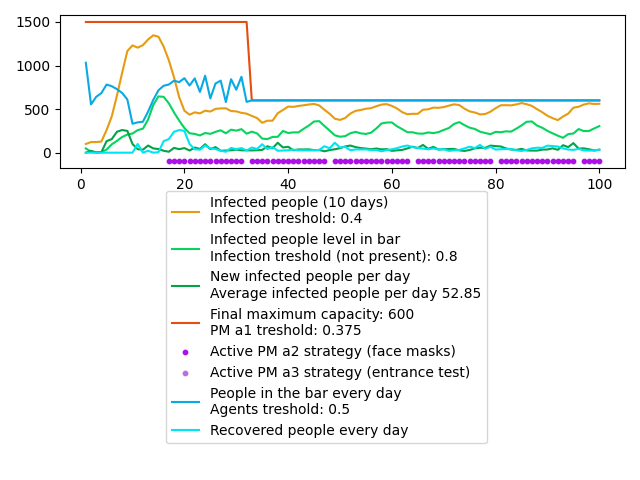 1500
1000
500
0
0 20 40 60 80 100
Infected people (10 days)
Infection treshold: 0.4
Infected people level in bar
Infection treshold (not present): 0.8
New infected people per day
Average infected people per day 52.85
Final maximum capacity: 600
PM a1 treshold: 0.375
Active PM a2 strategy (face masks)
Active PM a3 strategy (entrance test)
People in the bar every day
Agents treshold: 0.5
Recovered people every day